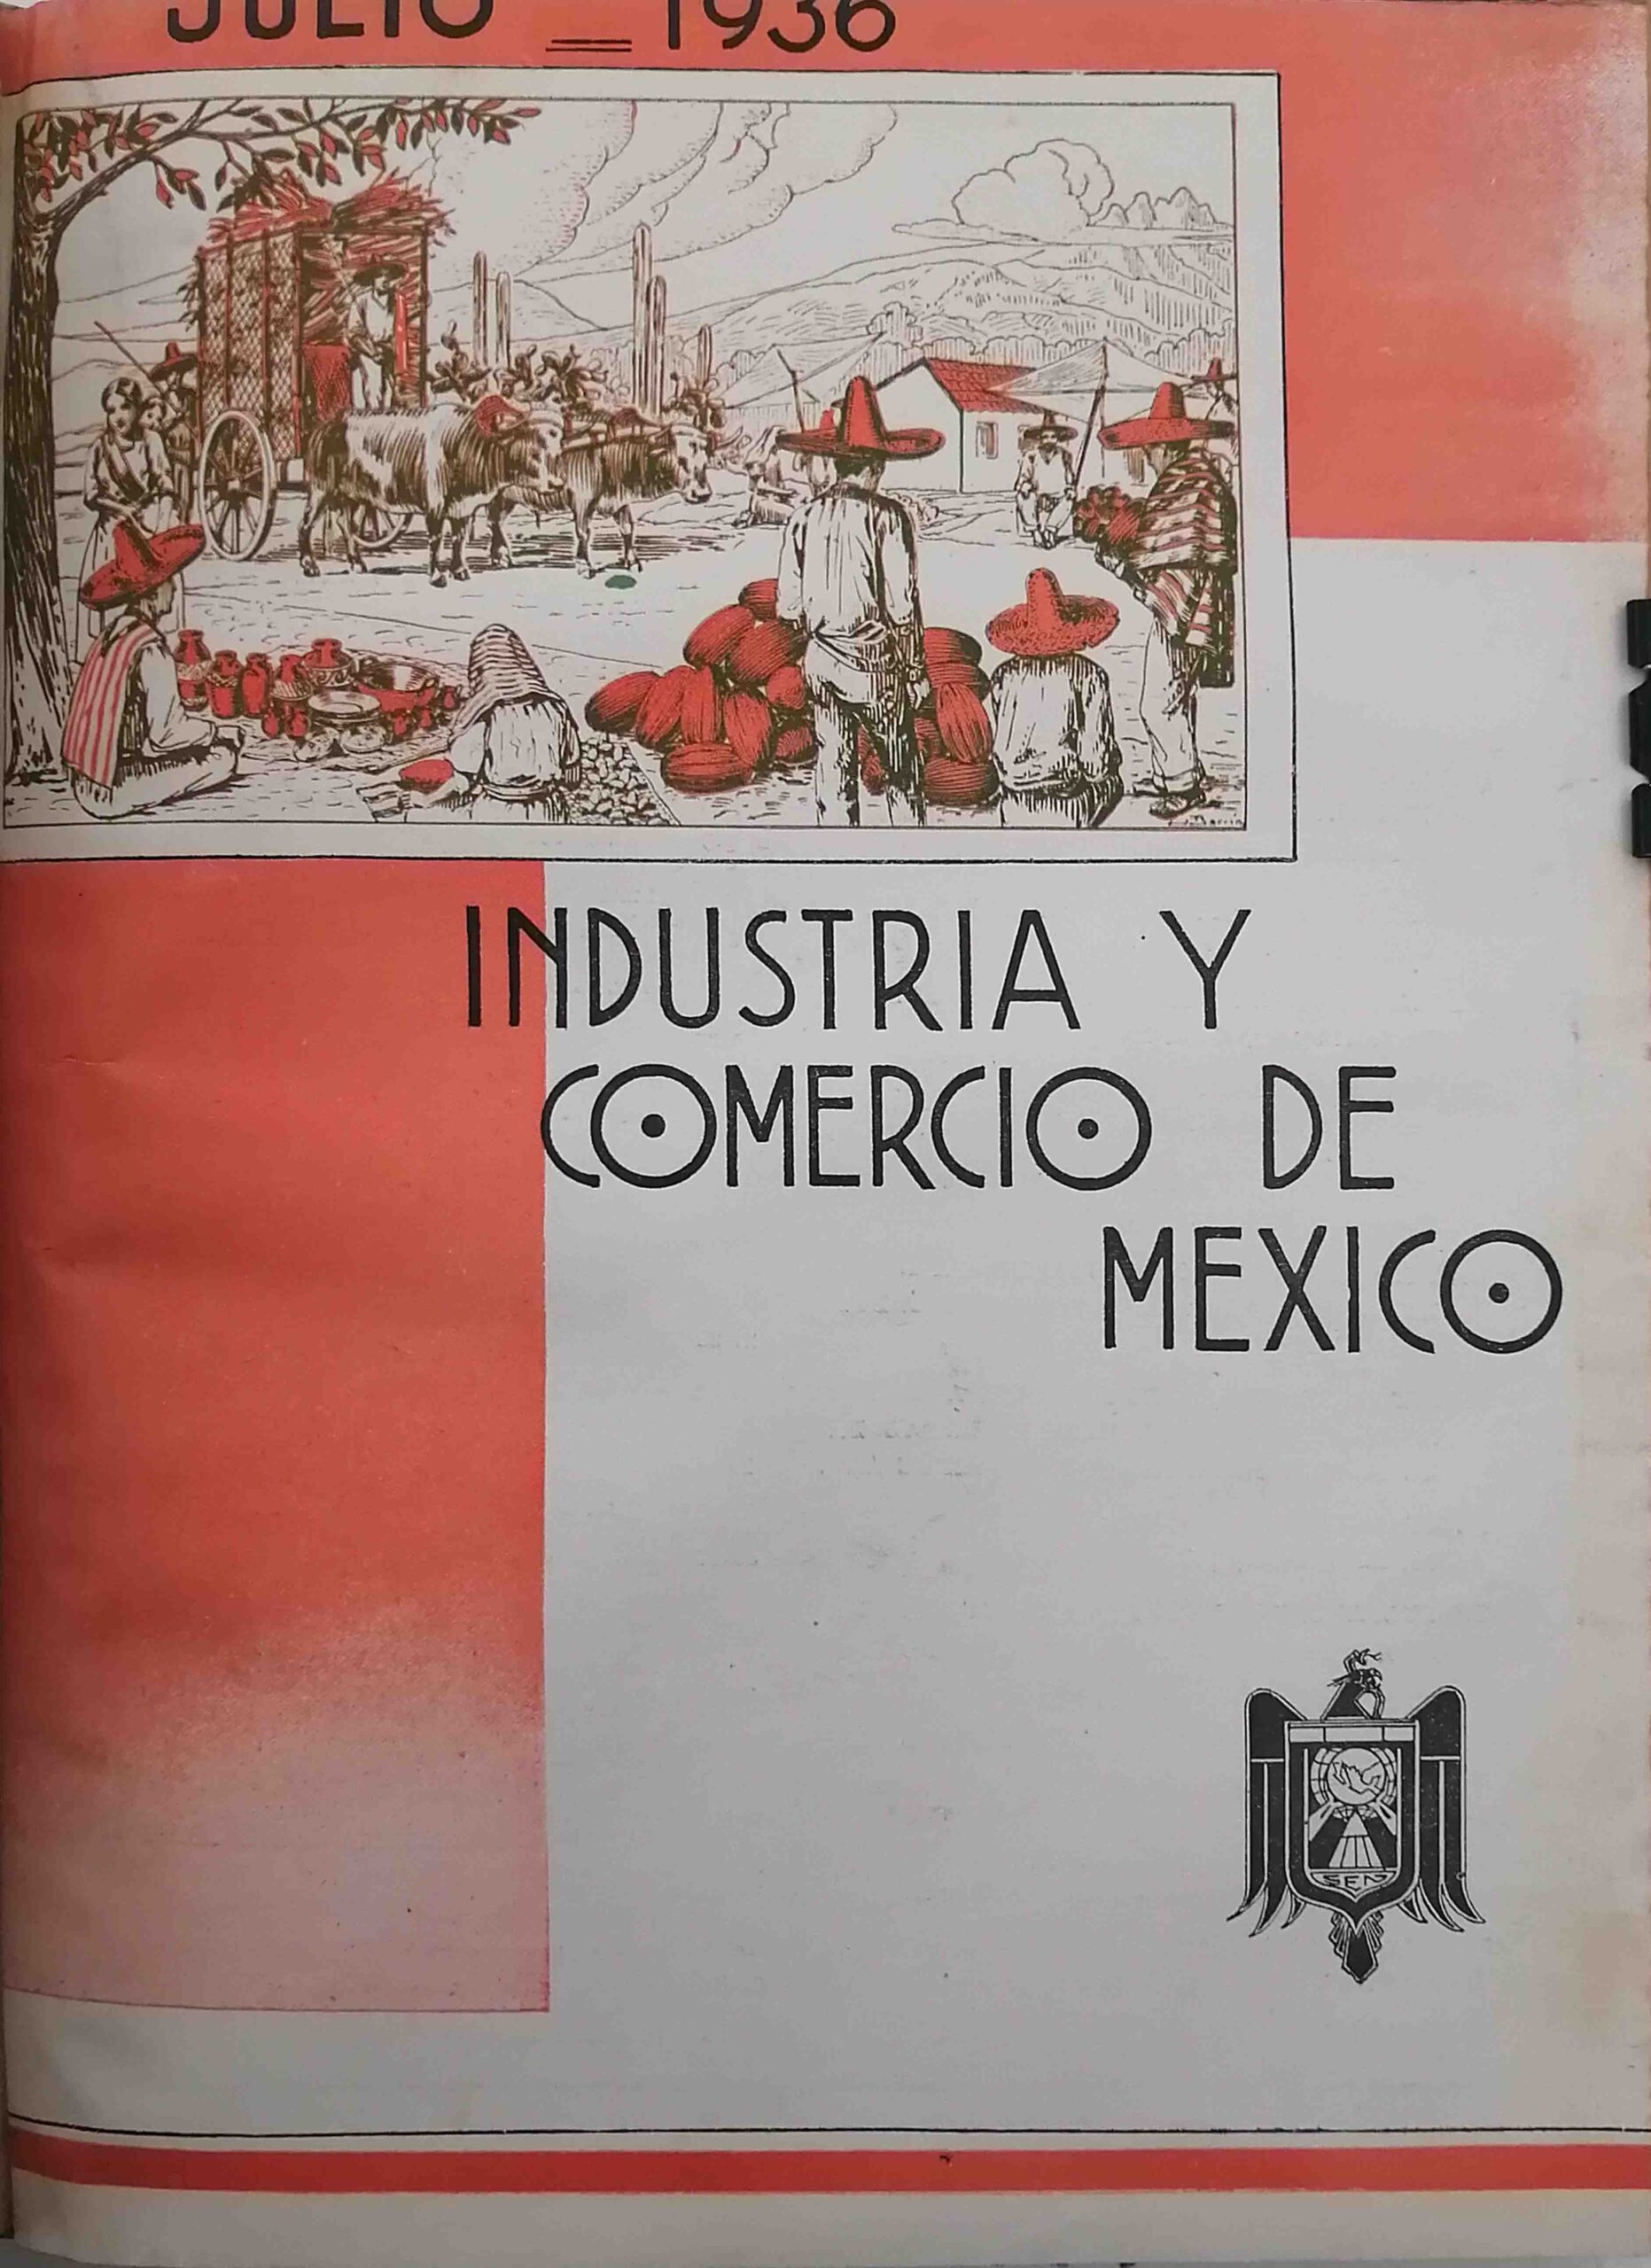 JULIO = 1936
INDUSTRIA Y
COMERCIO DE
MEXICO
SEN